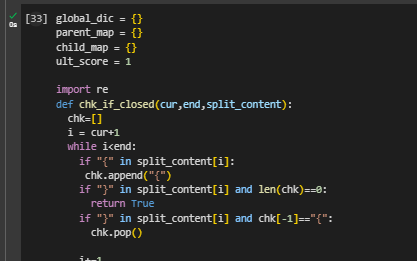 [33] global_dic = {}
0s
parent_map = {}
child_map = {}
ult_score = 1
import re
def chk_if_closed(cur,end,split_content):
chk=[]
i = cur+1
while i<end:
if "{" in split_content[i]:
chk.append("{")
if "}" in split_content[i] and len(chk)==0:
return True
if "}" in split_content[i] and chk[-1]=="{":
chk.pop()
i+=1